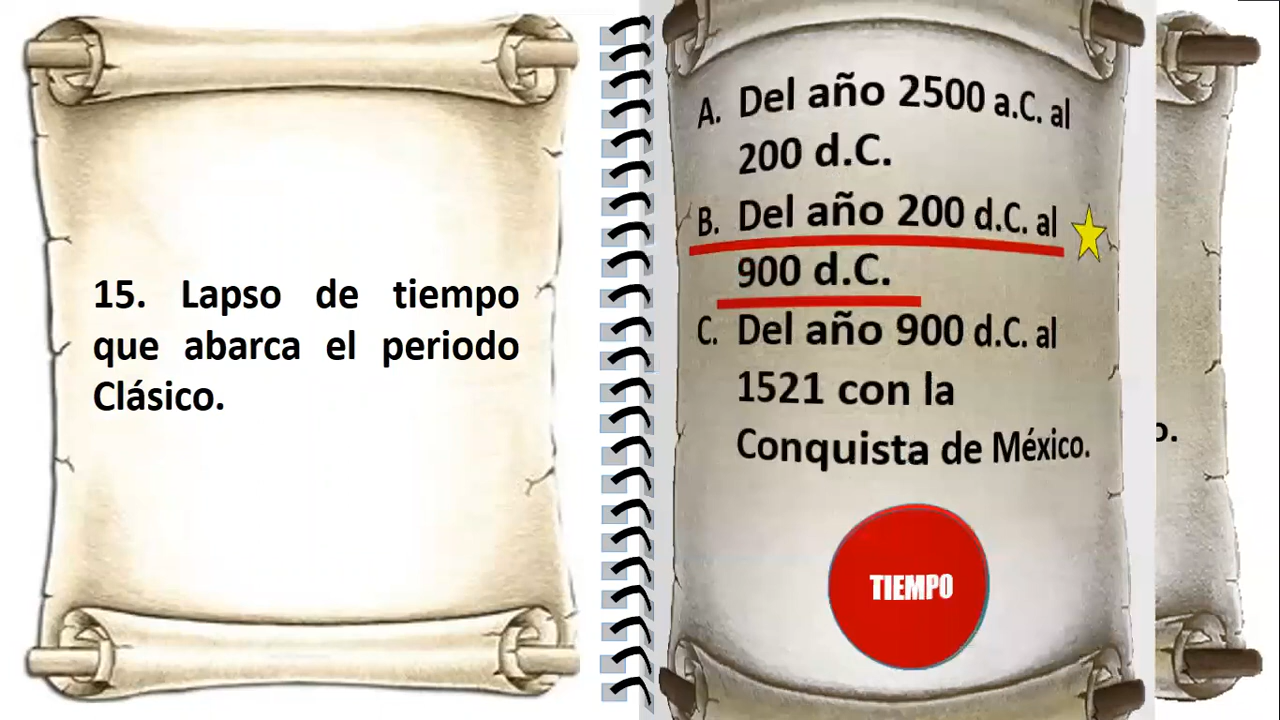 15. Lapso de tiempo
que abarca el periodo
Clásico.
A. Del año 2500 a.C. al
200 d.C.
B. Del año 200 d.C. al
900 d.C.
C. Del año 900 d.C. al
1521 con la
Conquista de México.
TIEMPO
o.